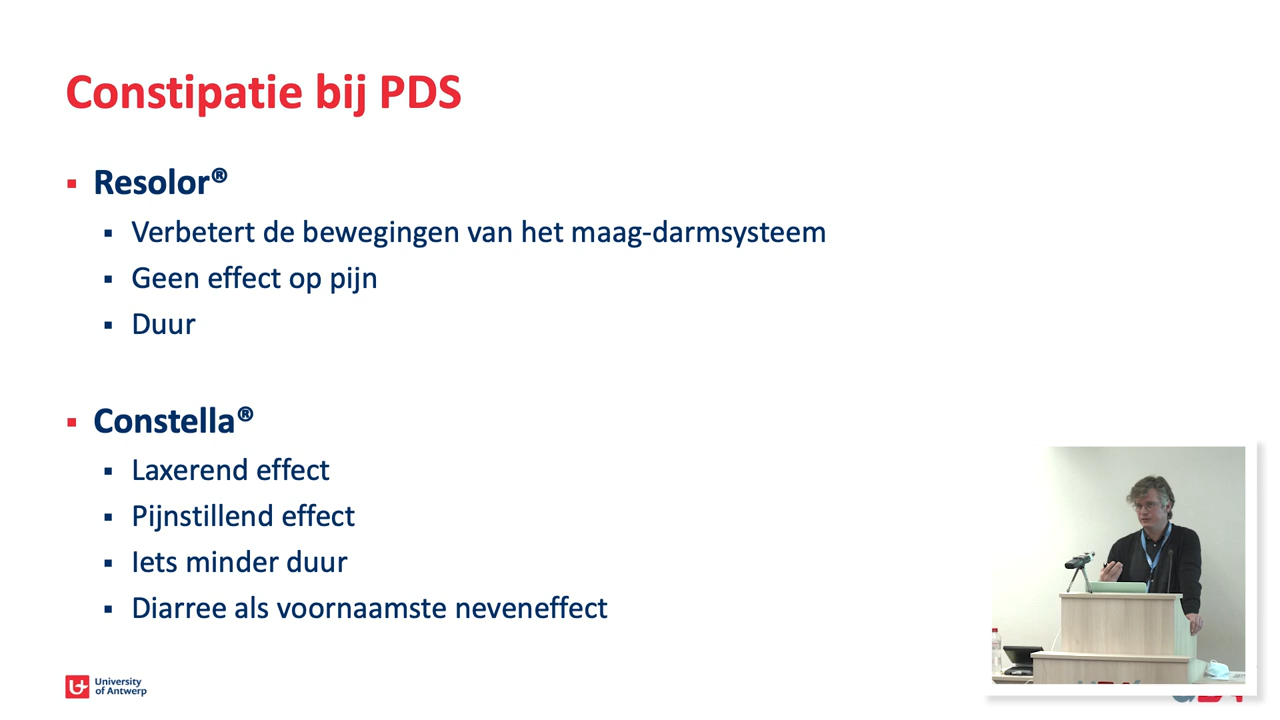 Constipatie bij PDS
Resolor®
Verbetert de bewegingen van het maag-darmsysteem
Geen effect op pijn
Duur
Constella®
Laxerend effect
Pijnstillend effect
Iets minder duur
Diarree als voornaamste neveneffect
University
of Antwerp